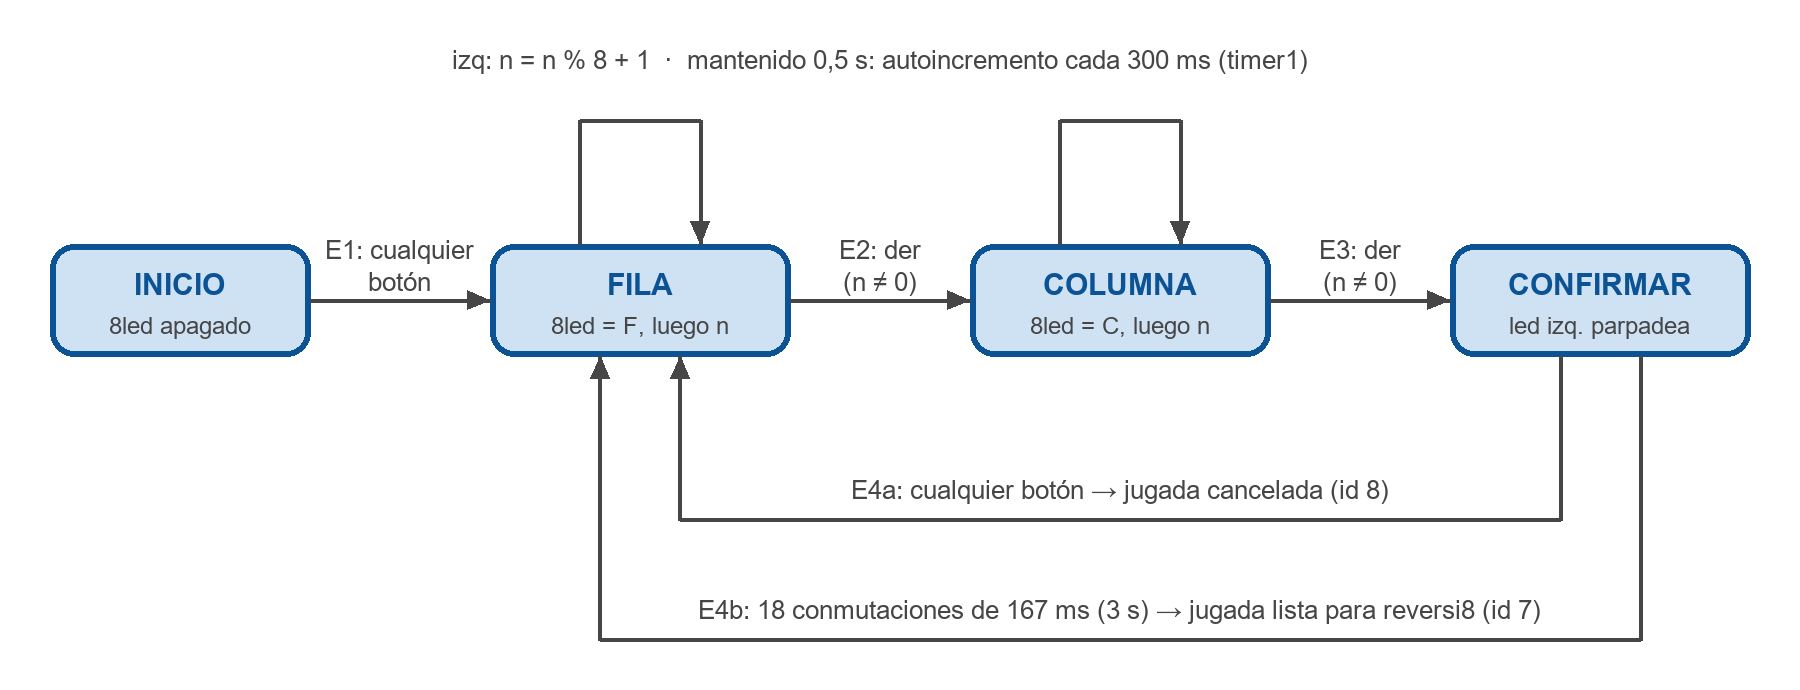 izq: n = n % 8 + 1 · mantenido 0,5 s: autoincremento cada 300 ms (timer1)
E1: cualquier
botón
E2: der
(n ≠ 0)
E3: der
(n ≠ 0)
INICIO
8led apagado
FILA
8led = F, luego n
COLUMNA
8led = C, luego n
CONFIRMAR
led izq. parpadea
E4a: cualquier botón → jugada cancelada (id 8)
E4b: 18 conmutaciones de 167 ms (3 s) → jugada lista para reversi8 (id 7)